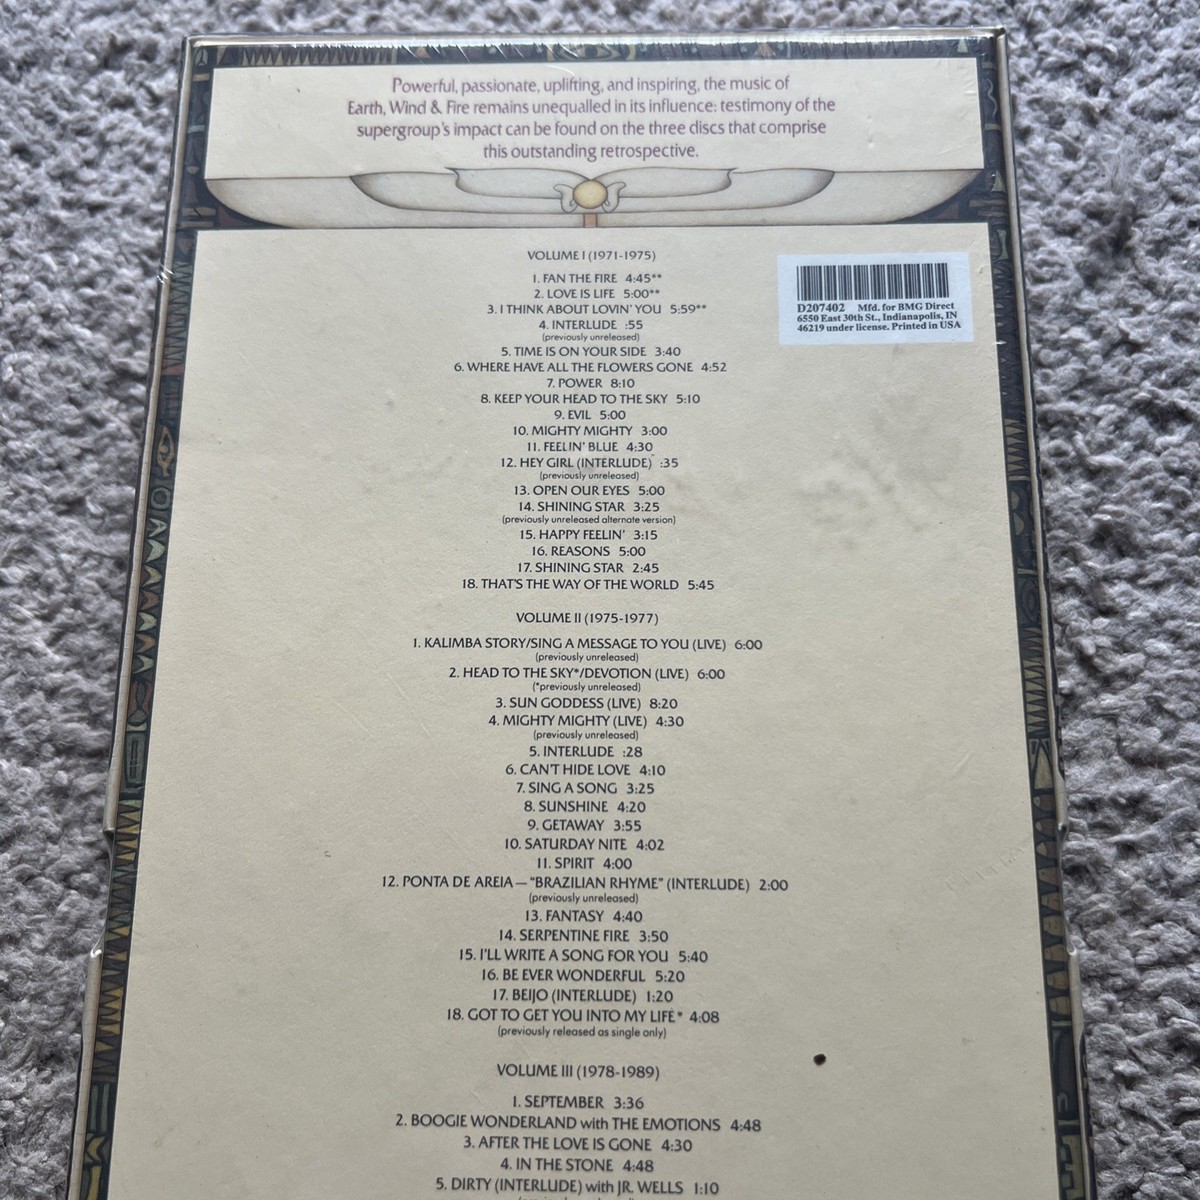 Powerful, passionate, uplifting, and inspiring, the music of
Earth, Wind & Fire remains unequalled in its influence: testimony of the
supergroup's impact can be found on the three discs that comprise
this outstanding retrospective.
VOLUME I (1971-1975)
1. FAN THE FIRE 4:45**
2. LOVE IS LIFE 5:00**
3. I THINK ABOUT LOVIN' YOU 5:59**
4. INTERLUDE :55
(previously unreleased)
5. TIME IS ON YOUR SIDE 3:40
6. WHERE HAVE ALL THE FLOWERS GONE 4:52
7. POWER 8:10
8. KEEP YOUR HEAD TO THE SKY 5:10
9. EVIL 5:00
10. MIGHTY MIGHTY 3:00
11. FEELIN' BLUE 4:30
12. HEY GIRL (INTERLUDE) :35
(previously unreleased)
13. OPEN OUR EYES 5:00
14. SHINING STAR 3:25
(previously unreleased alternate version)
15. HAPPY FEELIN' 3:15
16. REASONS 5:00
17. SHINING STAR 2:45
18. THAT'S THE WAY OF THE WORLD 5:45
D207402 Mfd. for BMG Direct
6550 East 30th St., Indianapolis, IN
46219 under license. Printed in USA
VOLUME II (1975-1977)
1. KALIMBA STORY/SING A MESSAGE TO YOU (LIVE) 6:00
(previously unreleased)
2. HEAD TO THE SKY*/DEVOTION (LIVE) 6:00
(*previously unreleased)
3. SUN GODDESS (LIVE) 8:20
4. MIGHTY MIGHTY (LIVE) 4:30
(previously unreleased)
5. INTERLUDE :28
6. CAN'T HIDE LOVE 4:10
7. SING A SONG 3:25
8. SUNSHINE 4:20
9. GETAWAY 3:55
10. SATURDAY NITE 4:02
11. SPIRIT 4:00
12. PONTA DE AREIA — "BRAZILIAN RHYME" (INTERLUDE) 2:00
(previously unreleased)
13. FANTASY 4:40
14. SERPENTINE FIRE 3:50
15. I'LL WRITE A SONG FOR YOU 5:40
16. BE EVER WONDERFUL 5:20
17. BEIJO (INTERLUDE) 1:20
18. GOT TO GET YOU INTO MY LIFE* 4:08
(previously released as single only)
VOLUME III (1978-1989)
1. SEPTEMBER 3:36
2. BOOGIE WONDERLAND with THE EMOTIONS 4:48
3. AFTER THE LOVE IS GONE 4:30
4. IN THE STONE 4:48
5. DIRTY (INTERLUDE) with JR. WELLS 1:10